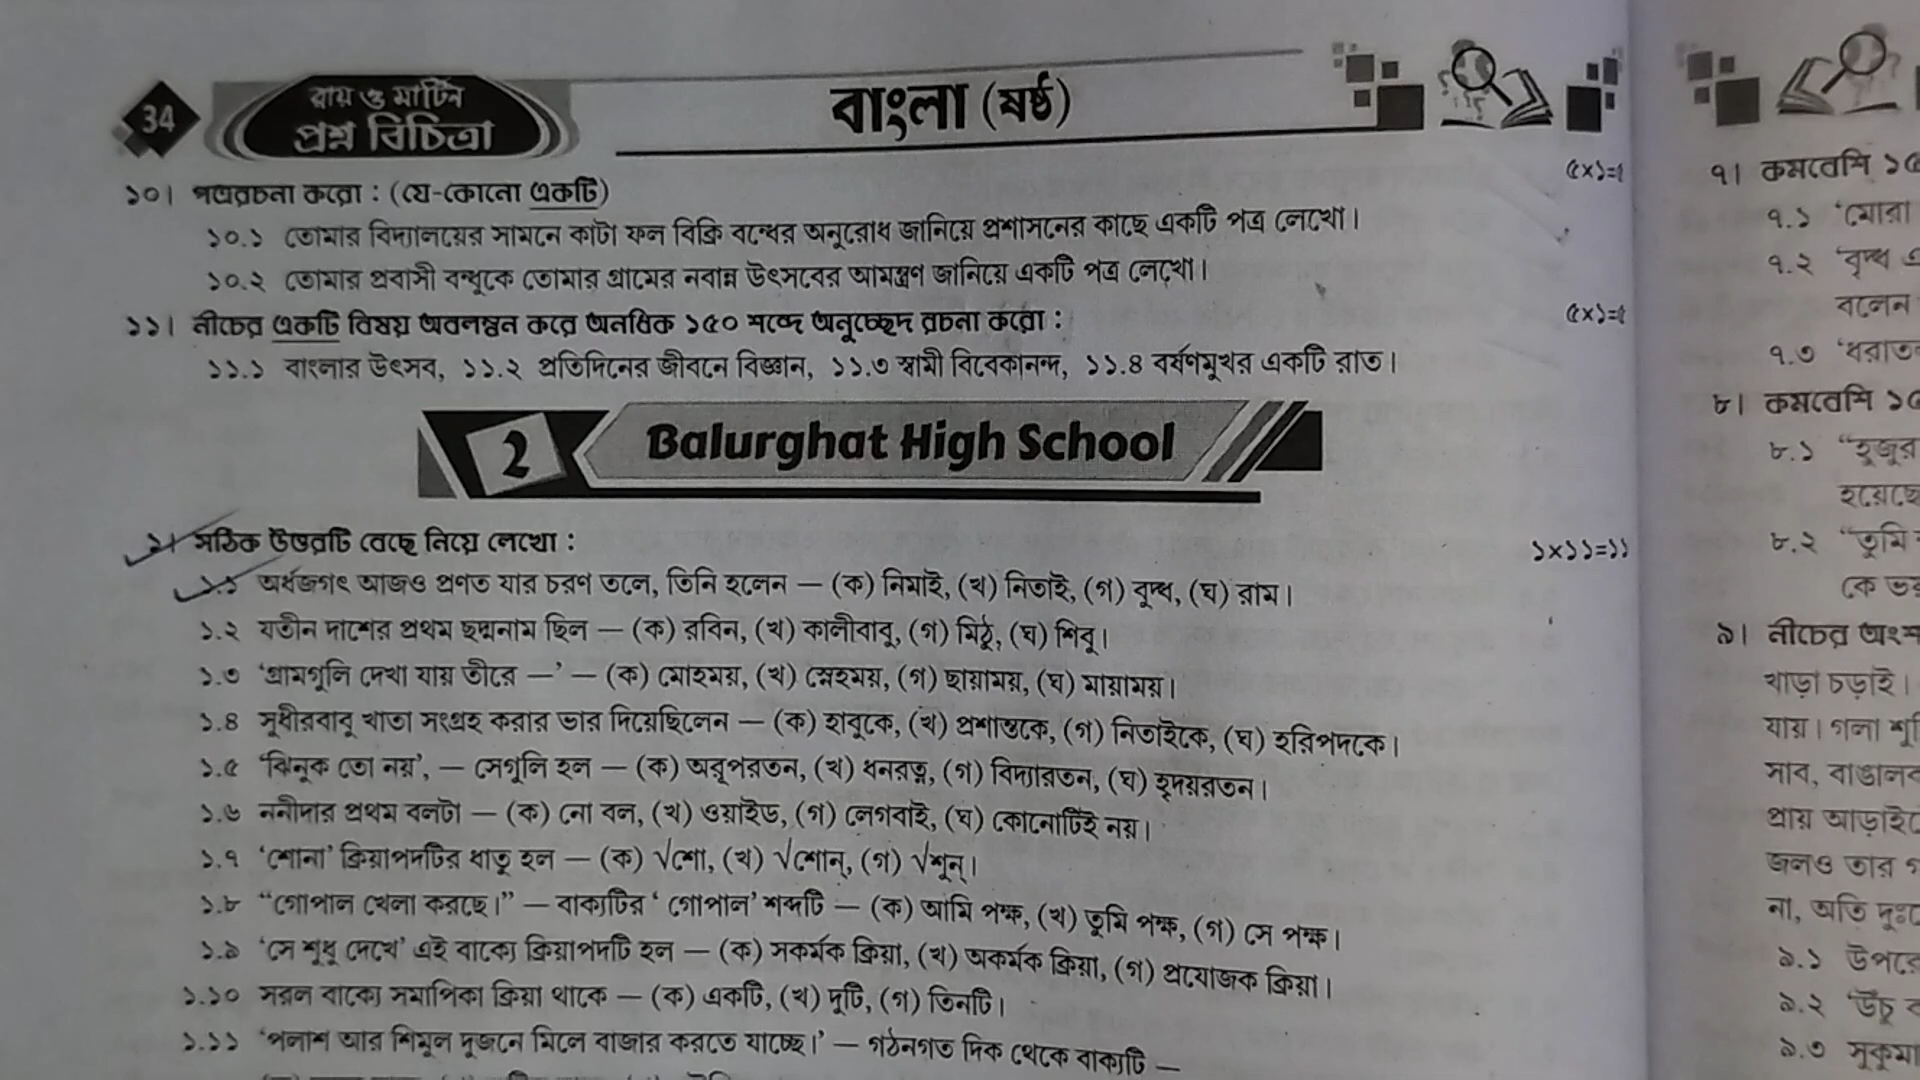 34
রায় ও মার্টিন
প্রশ্ন বিচিত্রা
বাংলা (ষষ্ঠ)
১০। পত্ররচনা করো : (যে-কোনো একটি) ৫×১=৫
১০.১ তোমার বিদ্যালয়ের সামনে কাটা ফল বিক্রি বন্ধের অনুরোধ জানিয়ে প্রশাসনের কাছে একটি পত্র লেখো।
১০.২ তোমার প্রবাসী বন্ধুকে তোমার গ্রামের নবান্ন উৎসবের আমন্ত্রণ জানিয়ে একটি পত্র লেখো।
১১। নীচের একটি বিষয় অবলম্বন করে অনধিক ১৫০ শব্দে অনুচ্ছেদ রচনা করো : ৫×১=৫
১১.১ বাংলার উৎসব, ১১.২ প্রতিদিনের জীবনে বিজ্ঞান, ১১.৩ স্বামী বিবেকানন্দ, ১১.৪ বর্ষণমুখর একটি রাত।
2 Balurghat High School
১। সঠিক উত্তরটি বেছে নিয়ে লেখো : ১×১১=১১
১.১ অর্ধজগৎ আজও প্রণত যার চরণ তলে, তিনি হলেন — (ক) নিমাই, (খ) নিতাই, (গ) বুদ্ধ, (ঘ) রাম।
১.২ যতীন দাশের প্রথম ছদ্মনাম ছিল — (ক) রবিন, (খ) কালীবাবু, (গ) মিঠু, (ঘ) শিবু।
১.৩ ‘গ্রামগুলি দেখা যায় তীরে —’ — (ক) মোহময়, (খ) স্নেহময়, (গ) ছায়াময়, (ঘ) মায়াময়।
১.৪ সুধীরবাবু খাতা সংগ্রহ করার ভার দিয়েছিলেন — (ক) হাবুকে, (খ) প্রশান্তকে, (গ) নিতাইকে, (ঘ) হরিপদকে।
১.৫ ‘ঝিনুক তো নয়’, — সেগুলি হল — (ক) অরূপরতন, (খ) ধনরত্ন, (গ) বিদ্যারতন, (ঘ) হৃদয়রতন।
১.৬ ননীদার প্রথম বলটা — (ক) নো বল, (খ) ওয়াইড, (গ) লেগবাই, (ঘ) কোনোটিই নয়।
১.৭ ‘শোনা’ ক্রিয়াপদটির ধাতু হল — (ক) √শো, (খ) √শোন্, (গ) √শুন্।
১.৮ “গোপাল খেলা করছে।” — বাক্যটির ‘গোপাল’ শব্দটি — (ক) আমি পক্ষ, (খ) তুমি পক্ষ, (গ) সে পক্ষ।
১.৯ ‘সে শুধু দেখে’ এই বাক্যে ক্রিয়াপদটি হল — (ক) সকর্মক ক্রিয়া, (খ) অকর্মক ক্রিয়া, (গ) প্রযোজক ক্রিয়া।
১.১০ সরল বাক্যে সমাপিকা ক্রিয়া থাকে — (ক) একটি, (খ) দুটি, (গ) তিনটি।
১.১১ ‘পলাশ আর শিমুল দুজনে মিলে বাজার করতে যাচ্ছে।’ — গঠনগত দিক থেকে বাক্যটি —
৭। কমবেশি ১৫
৭.১ ‘মোরা
৭.২ ‘বৃদ্ধ
বলেন
৭.৩ ‘ধরাতল
৮। কমবেশি ১৫
৮.১ “হুজুর
হয়েছে
৮.২ “তুমি
কে ভয়
৯। নীচের অংশ
খাড়া চড়াই।
যায়। গলা
সাব, বাঙাল
প্রায় আড়াই
জলও তার
না, অতি দুঃ
৯.১ উপরে
৯.২ ‘উঁচু
৯.৩ সুকুমা